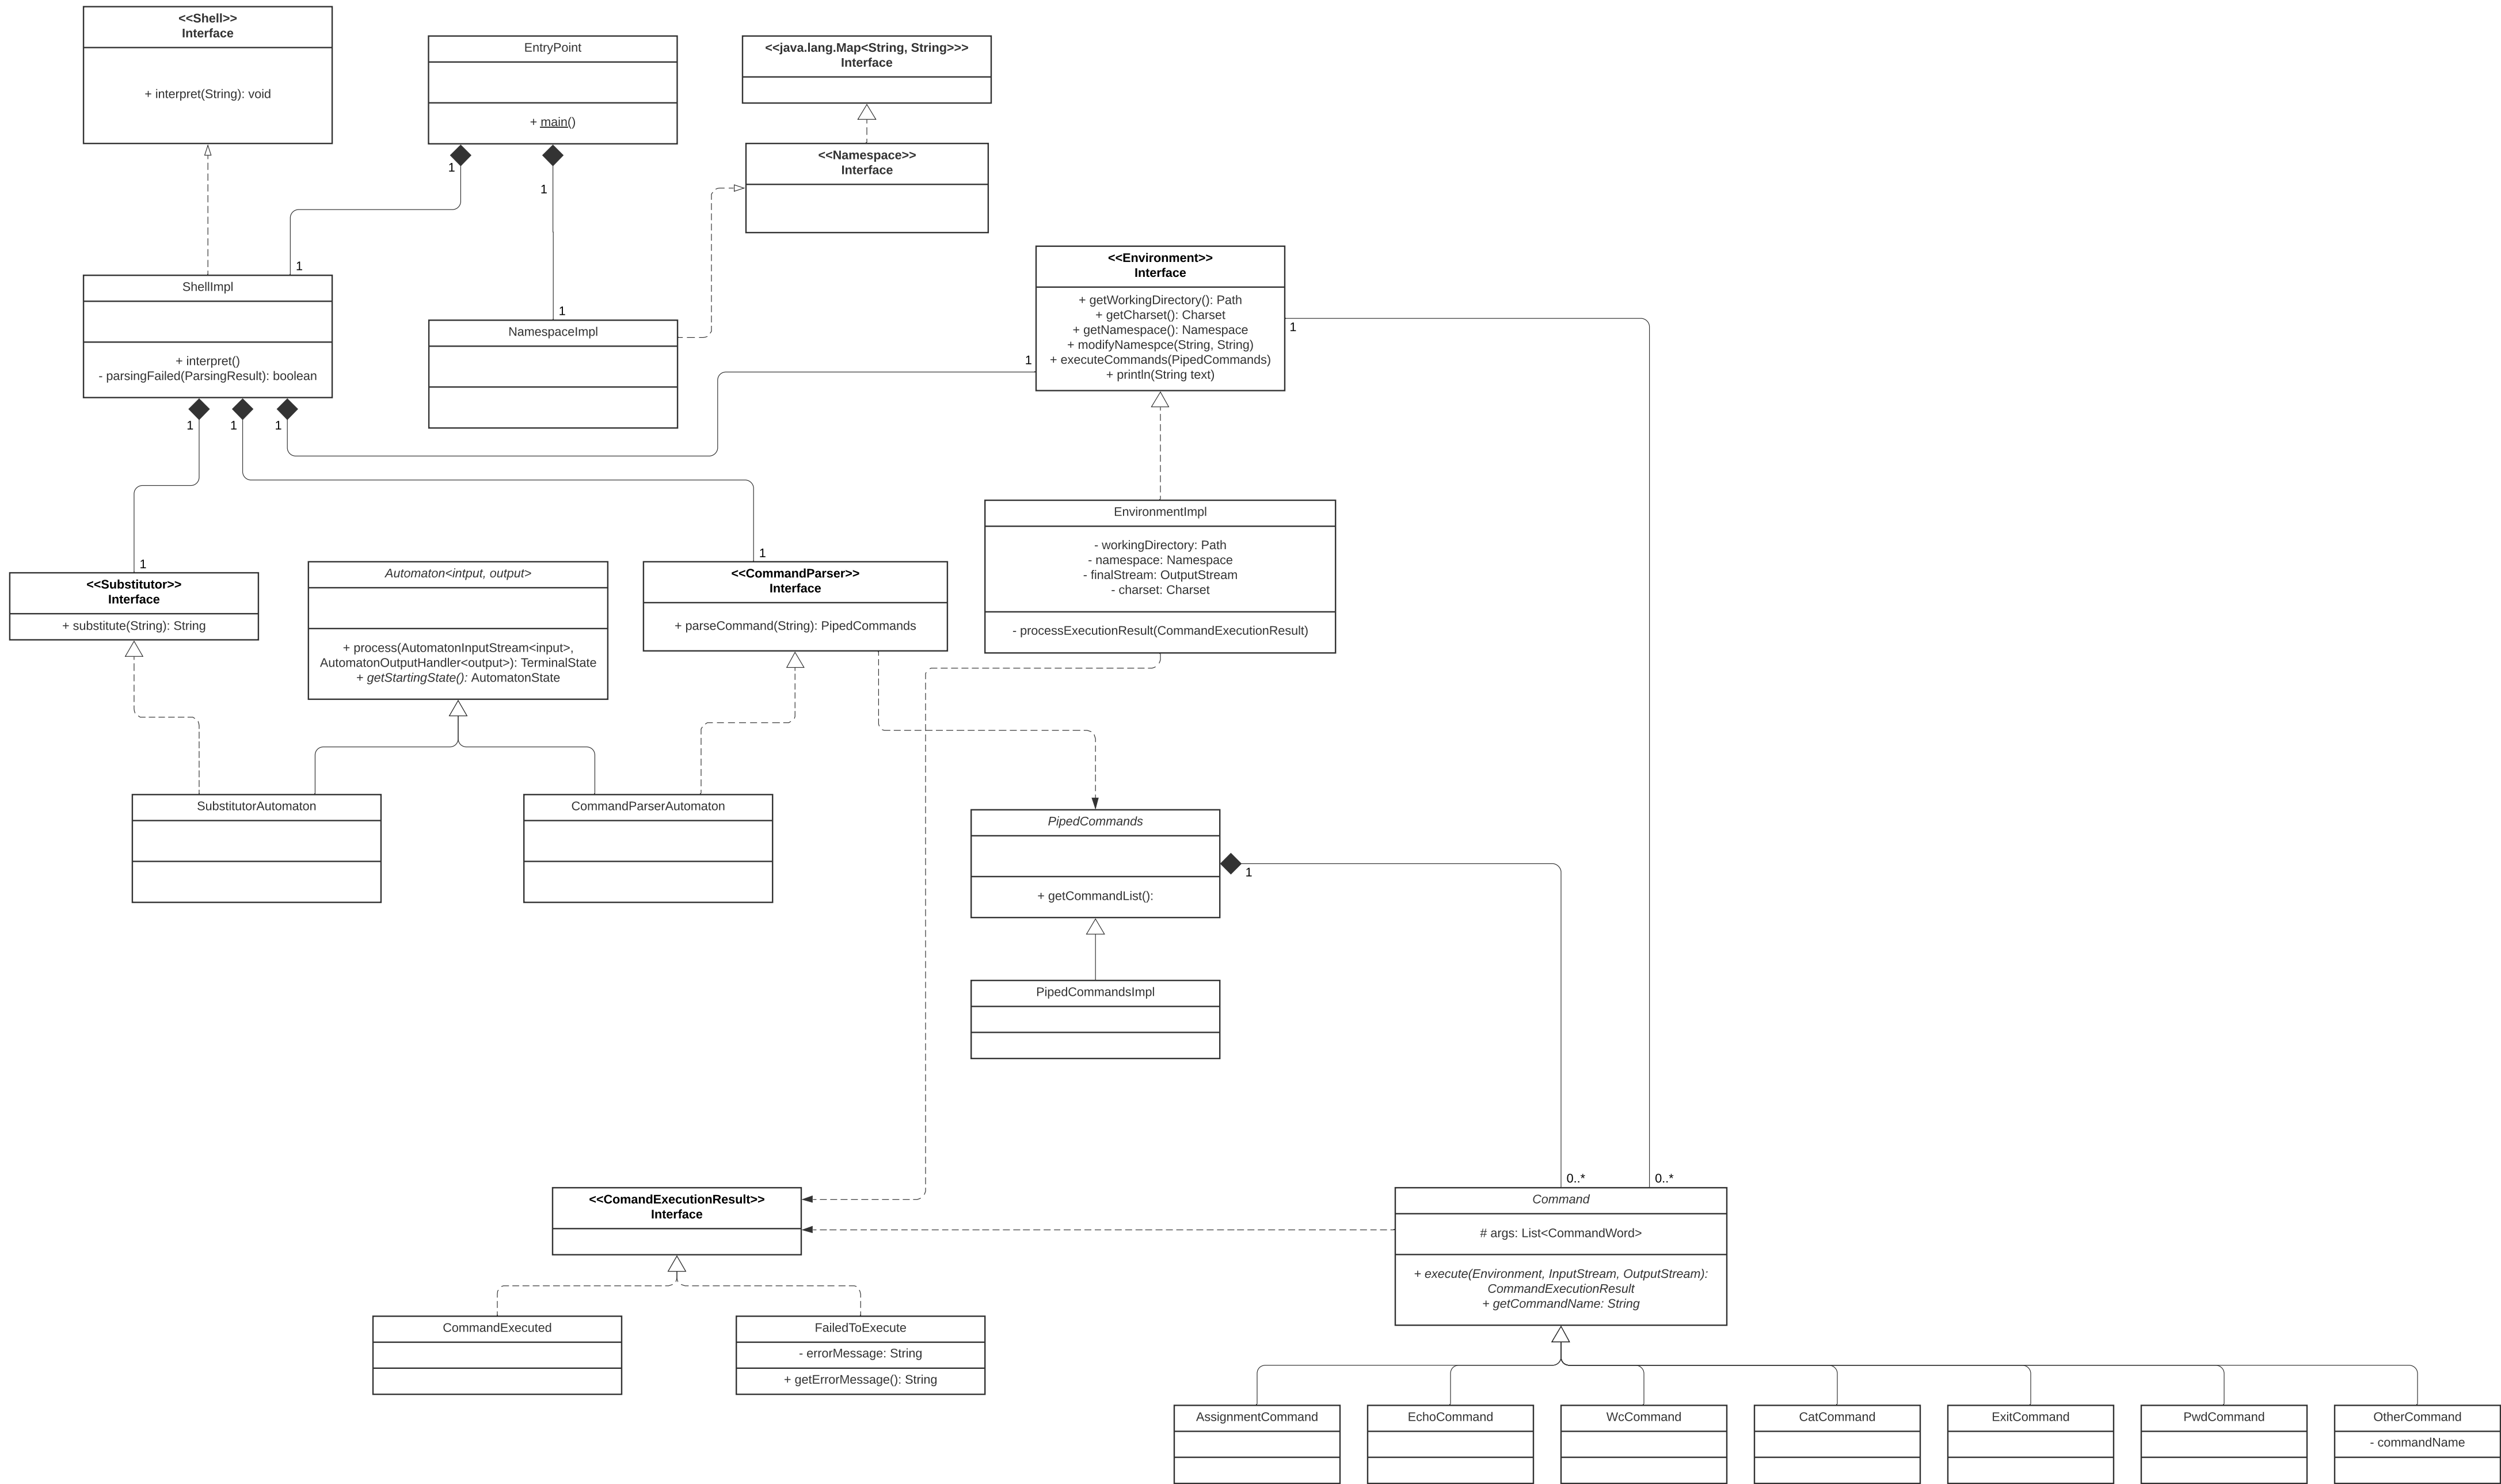 <<Shell>>
Interface
+ interpret(String): void
EntryPoint
+ main()
<<java.lang.Map<String, String>>>
Interface
<<Namespace>>
Interface
1
1
1
1
ShellImpl
+ interpret()
- parsingFailed(ParsingResult): boolean
NamespaceImpl
<<Environment>>
Interface
+ getWorkingDirectory(): Path
+ getCharset(): Charset
+ getNamespace(): Namespace
+ modifyNamespce(String, String)
+ executeCommands(PipedCommands)
+ println(String text)
1
1
1
1
1
EnvironmentImpl
- workingDirectory: Path
- namespace: Namespace
- finalStream: OutputStream
- charset: Charset
- processExecutionResult(CommandExecutionResult)
1
1
<<Substitutor>>
Interface
+ substitute(String): String
Automaton<intput, output>
+ process(AutomatonInputStream<input>,
AutomatonOutputHandler<output>): TerminalState
+ getStartingState(): AutomatonState
<<CommandParser>>
Interface
+ parseCommand(String): PipedCommands
SubstitutorAutomaton
CommandParserAutomaton
PipedCommands
+ getCommandList():
1
PipedCommandsImpl
0..*
0..*
<<ComandExecutionResult>>
Interface
Command
# args: List<CommandWord>
+ execute(Environment, InputStream, OutputStream):
CommandExecutionResult
+ getCommandName: String
CommandExecuted
FailedToExecute
- errorMessage: String
+ getErrorMessage(): String
AssignmentCommand
EchoCommand
WcCommand
CatCommand
ExitCommand
PwdCommand
OtherCommand
- commandName